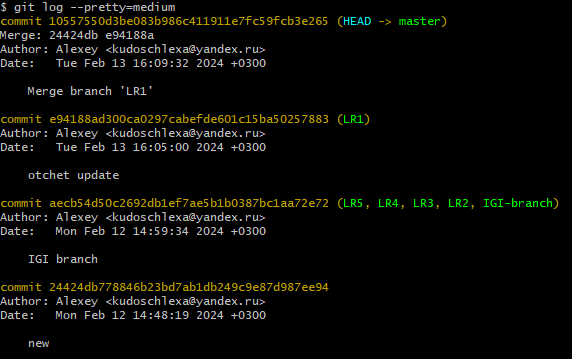 $ git log --pretty=medium
commit 10557550d3be083b986c411911e7fc59fcb3e265 (HEAD -> master)
Merge: 24424db e94188a
Author: Alexey <kudoschlexa@yandex.ru>
Date:   Tue Feb 13 16:09:32 2024 +0300
Merge branch 'LR1'
commit e94188ad300ca0297cabefde601c15ba50257883 (LR1)
Author: Alexey <kudoschlexa@yandex.ru>
Date:   Tue Feb 13 16:05:00 2024 +0300
otchet update
commit aecb54d50c2692db1ef7ae5b1b0387bc1aa72e72 (LR5, LR4, LR3, LR2, IGI-branch)
Author: Alexey <kudoschlexa@yandex.ru>
Date:   Mon Feb 12 14:59:34 2024 +0300
IGI branch
commit 24424db778846b23bd7ab1db249c9e87d987ee94
Author: Alexey <kudoschlexa@yandex.ru>
Date:   Mon Feb 12 14:48:19 2024 +0300
new